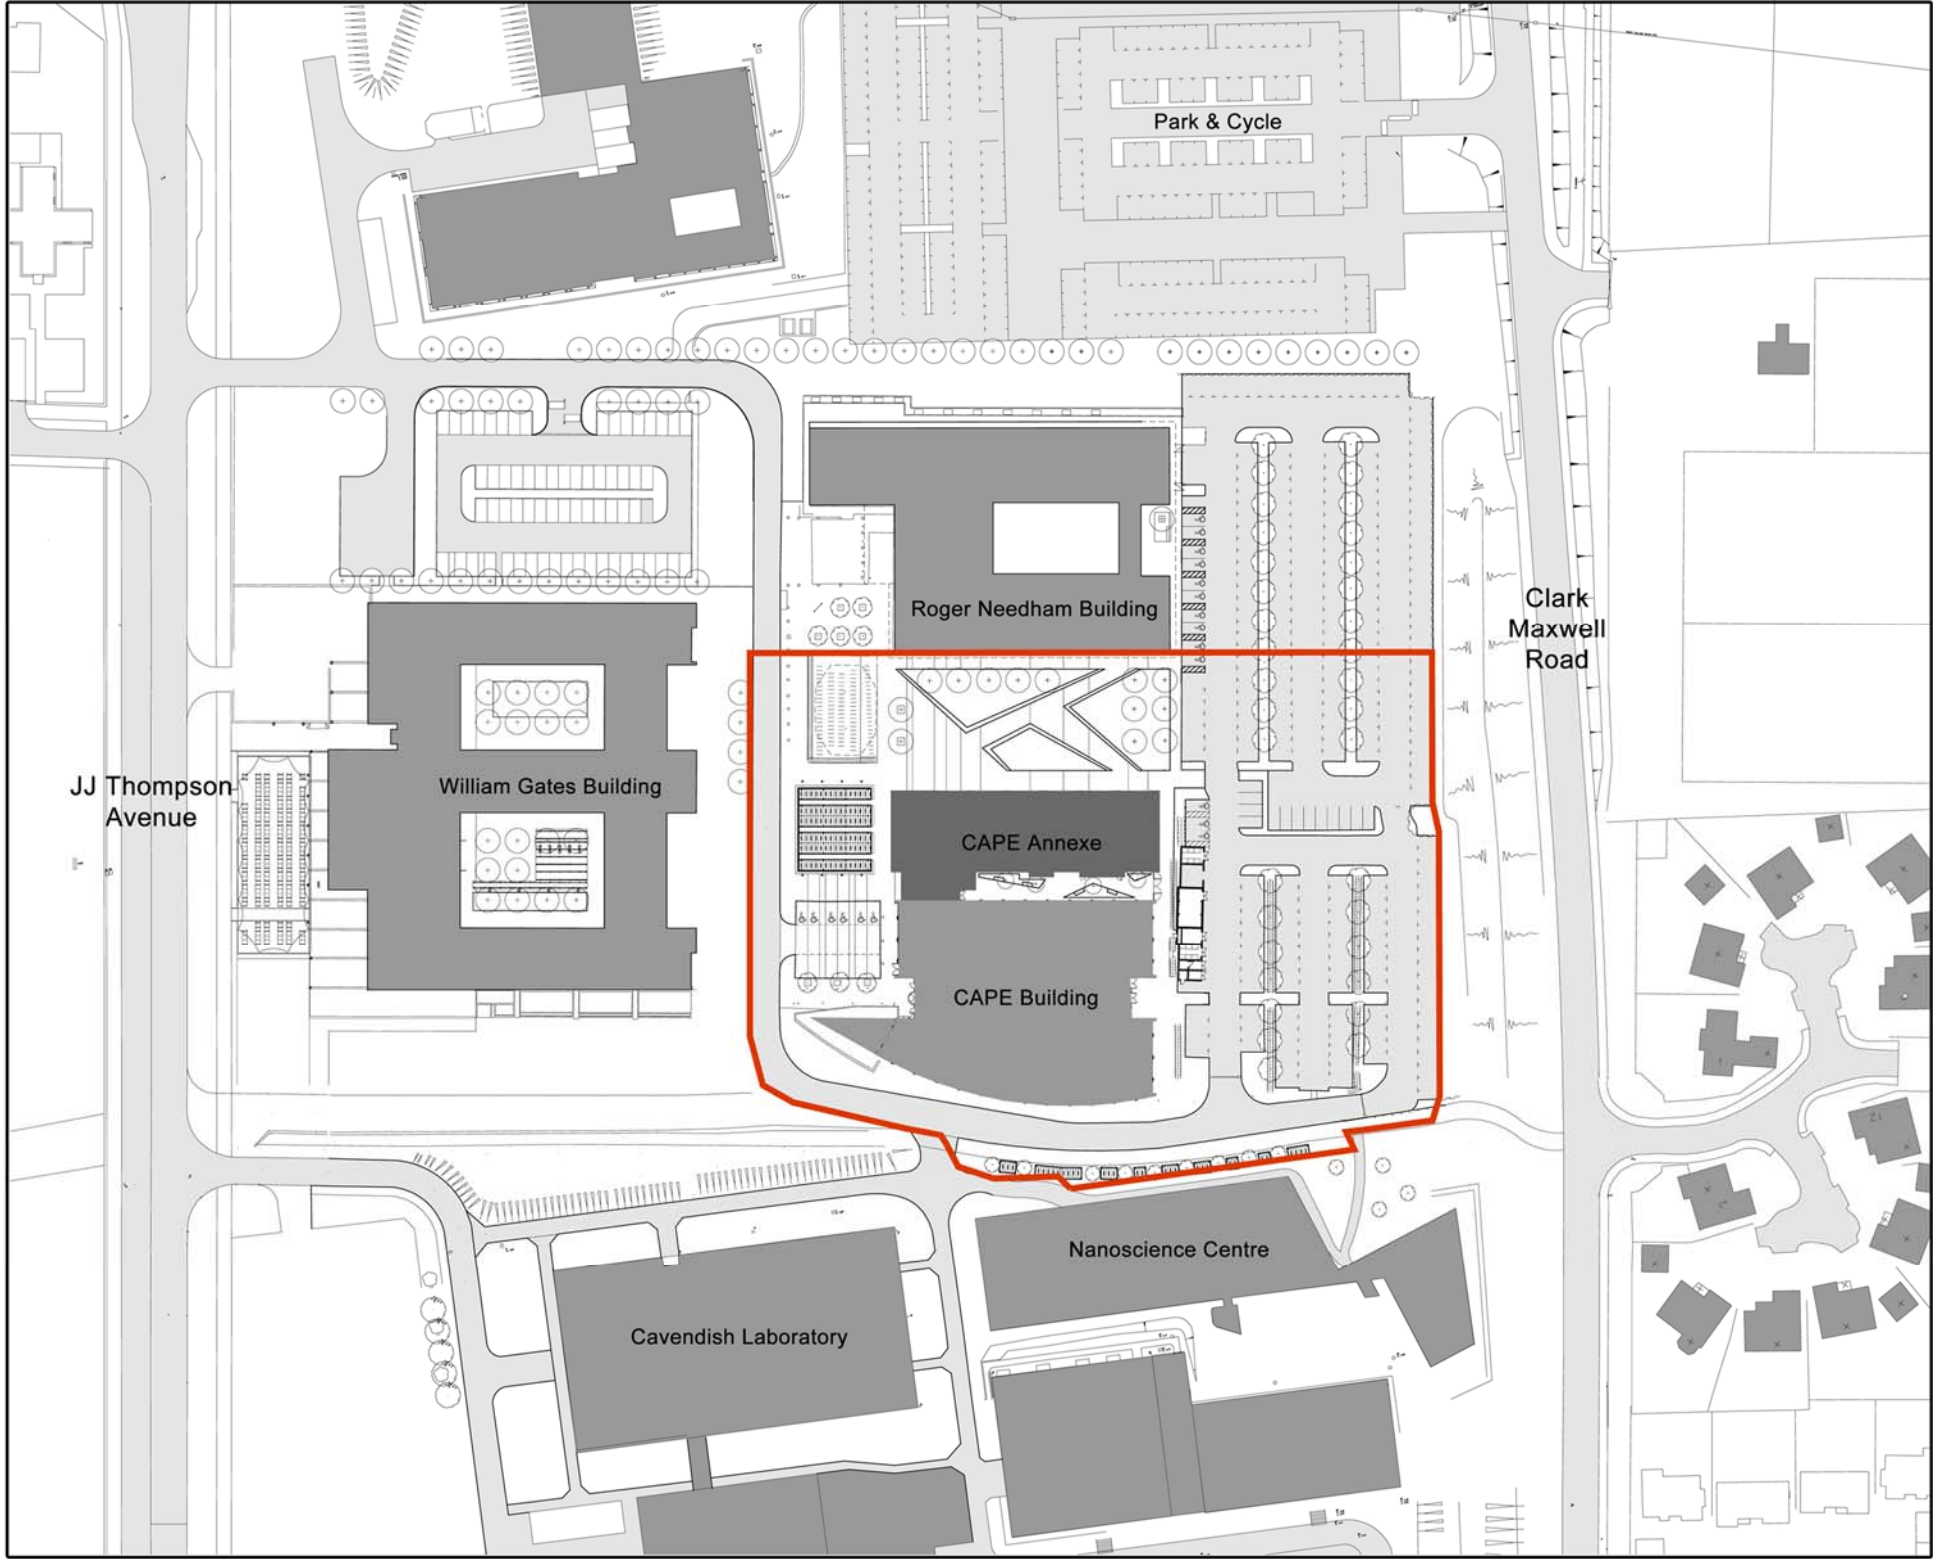 Park & Cycle
Roger Needham Building
Clark
Maxwell
Road
JJ Thompson
Avenue
William Gates Building
CAPE Annexe
CAPE Building
Nanoscience Centre
Cavendish Laboratory